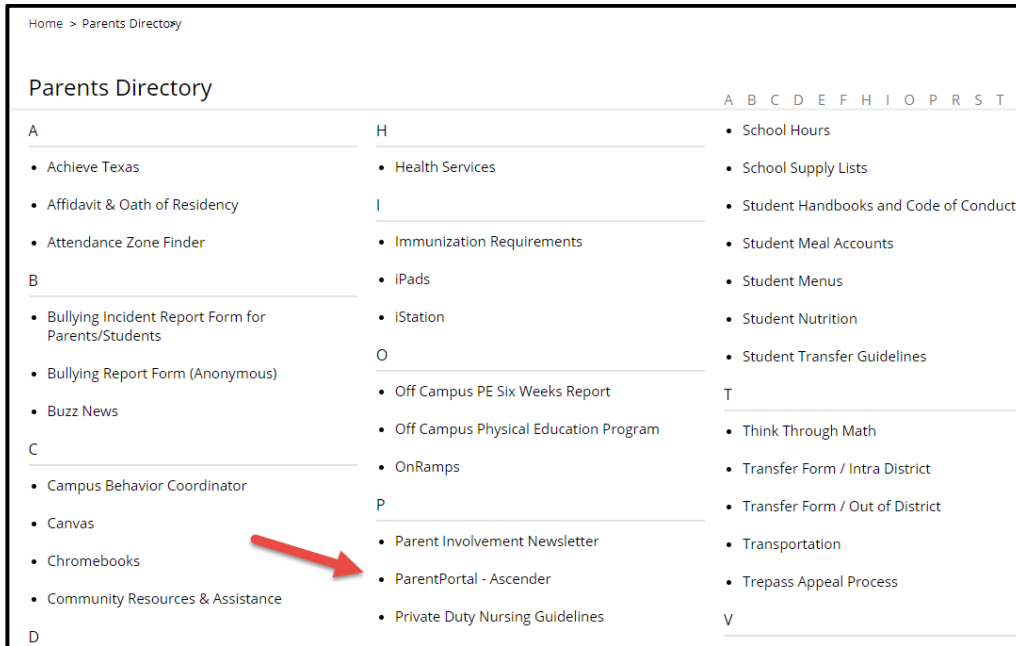 Home > Parents Directory
Parents Directory
A B C D E F H I O P R S T
A
Achieve Texas
Affidavit & Oath of Residency
Attendance Zone Finder
B
Bullying Incident Report Form for
Parents/Students
Bullying Report Form (Anonymous)
Buzz News
C
Campus Behavior Coordinator
Canvas
Chromebooks
Community Resources & Assistance
D
H
Health Services
I
Immunization Requirements
iPads
iStation
O
Off Campus PE Six Weeks Report
Off Campus Physical Education Program
OnRamps
P
Parent Involvement Newsletter
ParentPortal - Ascender
Private Duty Nursing Guidelines
School Hours
School Supply Lists
Student Handbooks and Code of Conduct
Student Meal Accounts
Student Menus
Student Nutrition
Student Transfer Guidelines
T
Think Through Math
Transfer Form / Intra District
Transfer Form / Out of District
Transportation
Trepass Appeal Process
V